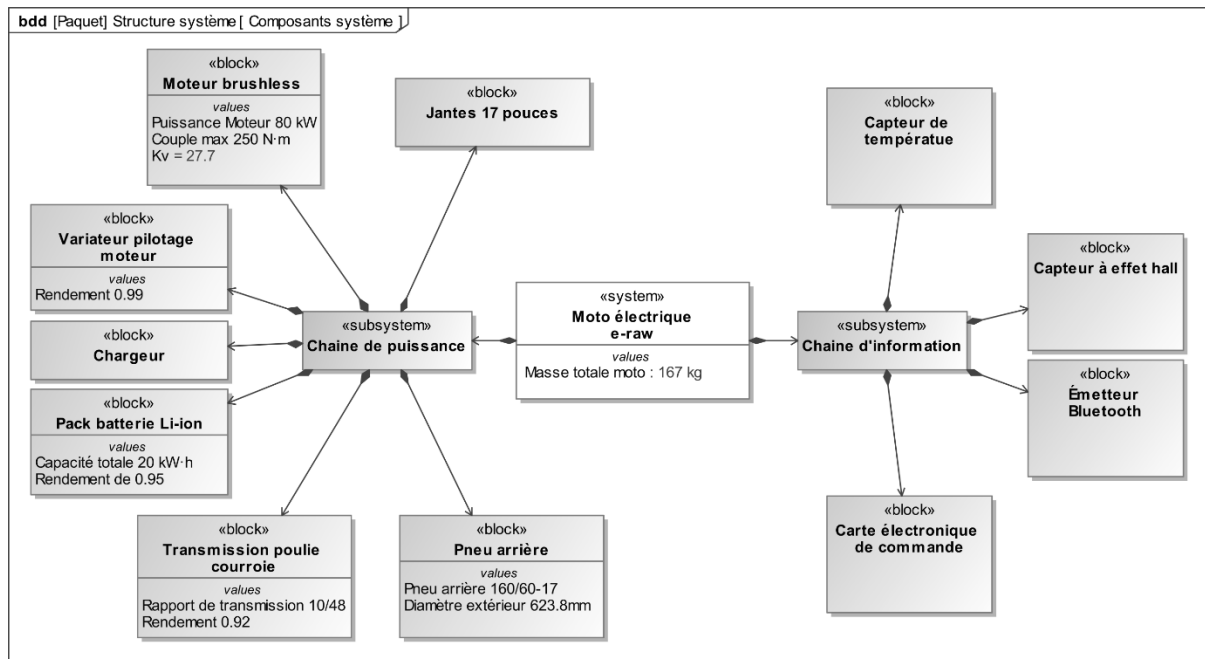 bdd [Paquet] Structure système [ Composants système ]
«block»
Moteur brushless
values
Puissance Moteur 80 kW
Couple max 250 N·m
Kv = 27.7
«block»
Jantes 17 pouces
«block»
Capteur de
températue
«block»
Variateur pilotage
moteur
values
Rendement 0.99
«block»
Capteur à effet hall
«system»
Moto électrique
e-raw
values
Masse totale moto : 167 kg
«subsystem»
Chaine de puissance
«subsystem»
Chaine d'information
«block»
Chargeur
«block»
Pack batterie Li-ion
values
Capacité totale 20 kW·h
Rendement de 0.95
«block»
Émetteur
Bluetooth
«block»
Transmission poulie
courroie
values
Rapport de transmission 10/48
Rendement 0.92
«block»
Pneu arrière
values
Pneu arrière 160/60-17
Diamètre extérieur 623.8mm
«block»
Carte électronique
de commande